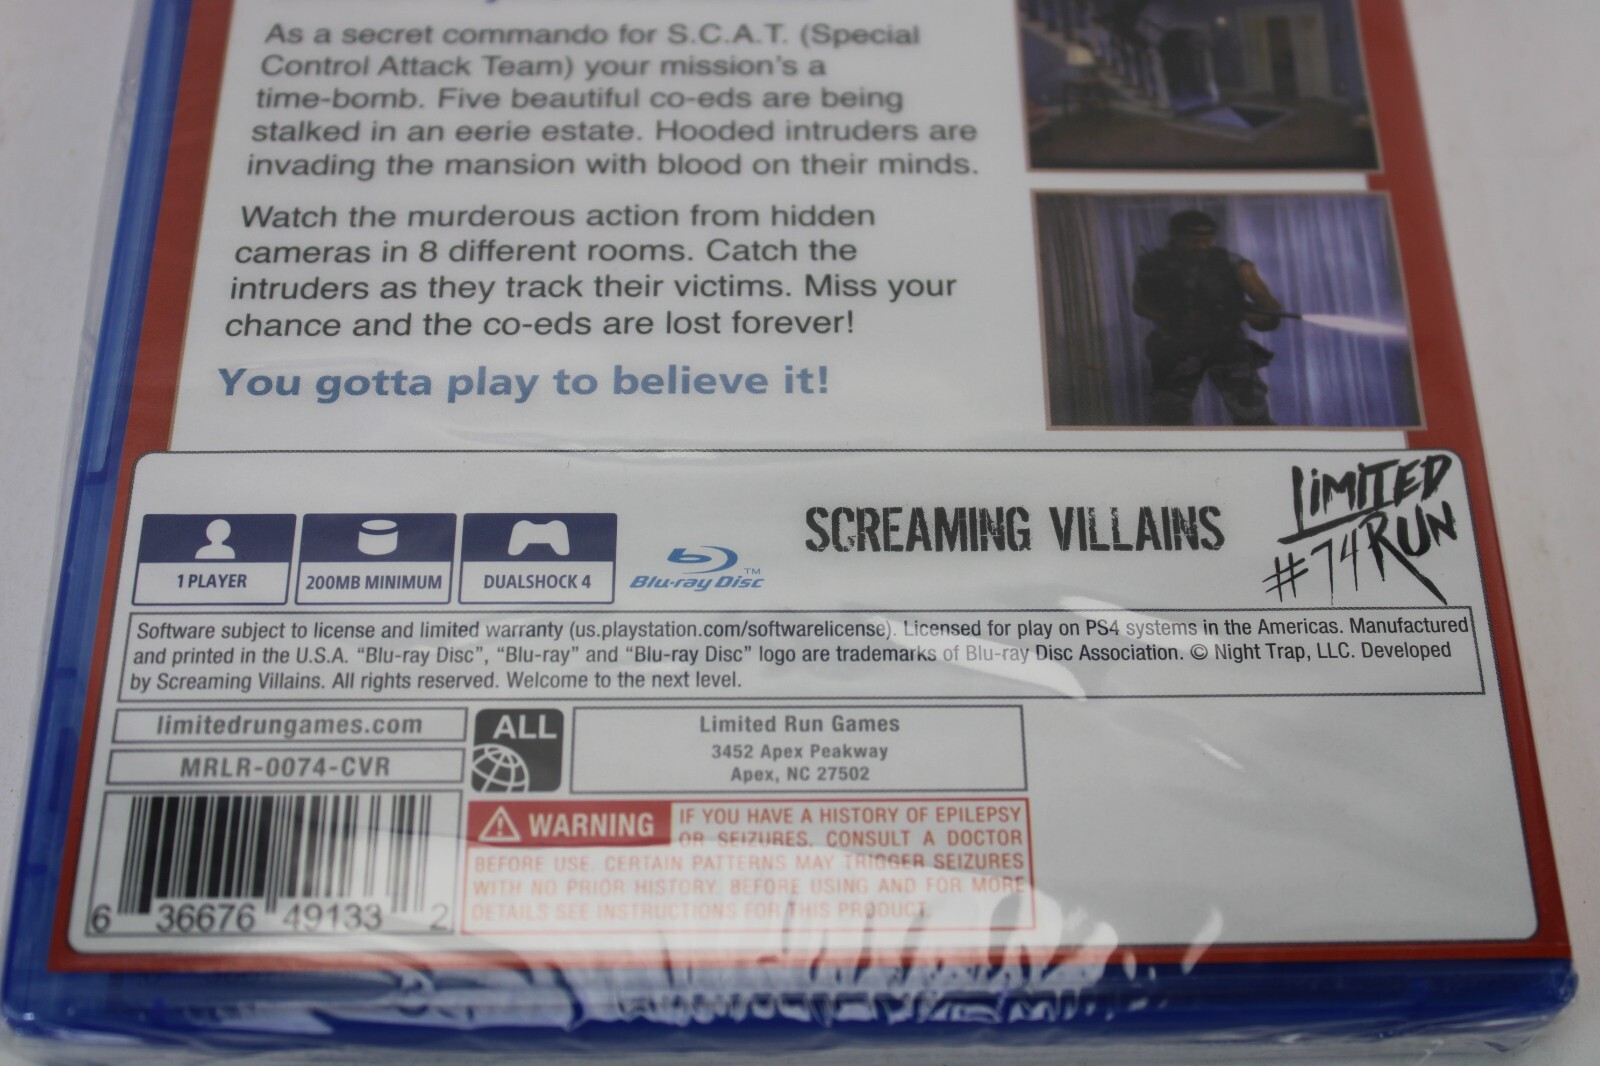 As a secret commando for S.C.A.T. (Special
Control Attack Team) your mission's a
time-bomb. Five beautiful co-eds are being
stalked in an eerie estate. Hooded intruders are
invading the mansion with blood on their minds.
Watch the murderous action from hidden
cameras in 8 different rooms. Catch the
intruders as they track their victims. Miss your
chance and the co-eds are lost forever!
You gotta play to believe it!
1 PLAYER
200MB MINIMUM
DUALSHOCK 4
Blu-ray Disc™
SCREAMING VILLAINS
LIMITED
#74 RUN
Software subject to license and limited warranty (us.playstation.com/softwarelicense). Licensed for play on PS4 systems in the Americas. Manufactured
and printed in the U.S.A. “Blu-ray Disc”, “Blu-ray” and “Blu-ray Disc” logo are trademarks of Blu-ray Disc Association. © Night Trap, LLC. Developed
by Screaming Villains. All rights reserved. Welcome to the next level.
limitedrungames.com
MRLR-0074-CVR
ALL
Limited Run Games
3452 Apex Peakway
Apex, NC 27502
WARNING
IF YOU HAVE A HISTORY OF EPILEPSY
OR SEIZURES, CONSULT A DOCTOR
BEFORE USE. CERTAIN PATTERNS MAY TRIGGER SEIZURES
WITH NO PRIOR HISTORY. BEFORE USING AND FOR MORE
DETAILS SEE INSTRUCTIONS FOR THIS PRODUCT.
6 36676 49133 2